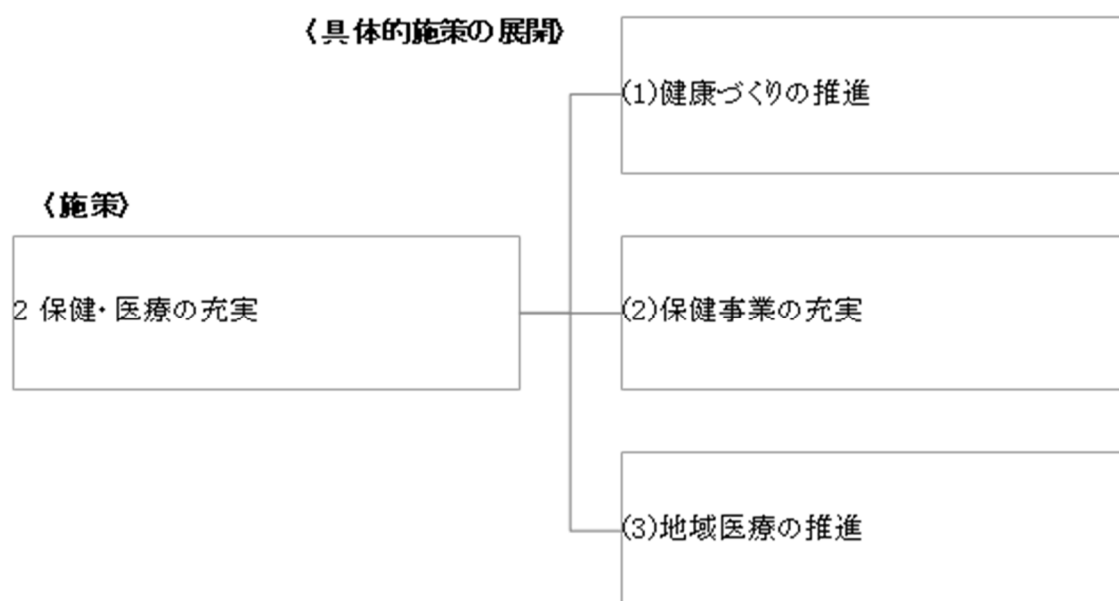 〈具体的施策の展開〉
(1)健康づくりの推進
〈施策〉
2 保健・医療の充実
(2)保健事業の充実
(3)地域医療の推進